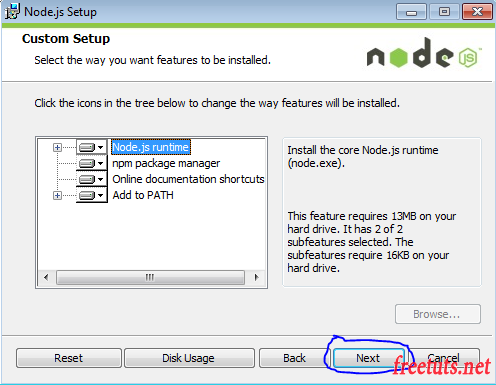 Node.js Setup
Custom Setup
Select the way you want features to be installed.
node
JS
Click the icons in the tree below to change the way features will be installed.
Node.js runtime
npm package manager
Online documentation shortcuts
Add to PATH
Install the core Node.js runtime
(node.exe).
This feature requires 13MB on your
hard drive. It has 2 of 2
subfeatures selected. The
subfeatures require 16KB on your
hard drive.
Browse...
Reset
Disk Usage
Back
Next
Cancel
freetuts.net